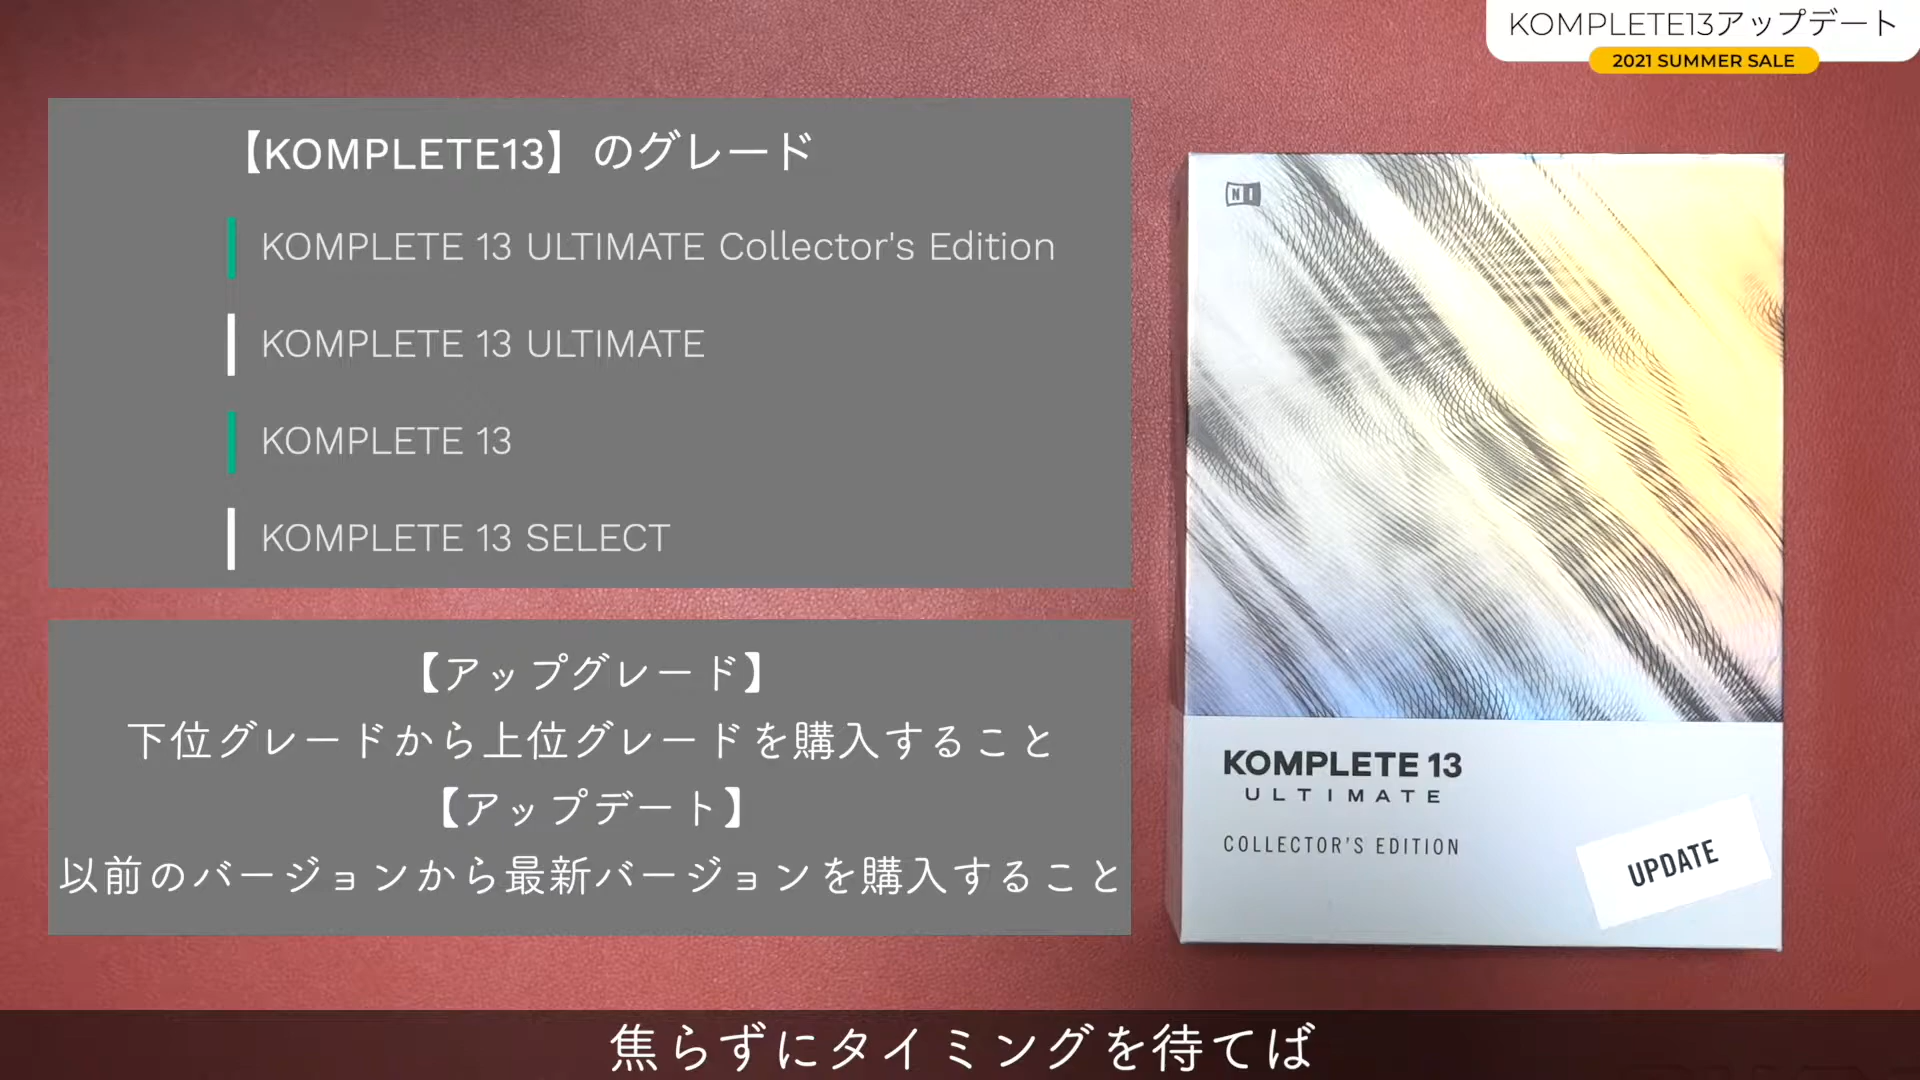 KOMPLETE13アップデート
2021 SUMMER SALE
【KOMPLETE13】のグレード
KOMPLETE 13 ULTIMATE Collector's Edition
KOMPLETE 13 ULTIMATE
KOMPLETE 13
KOMPLETE 13 SELECT
【アップグレード】
下位グレードから上位グレードを購入すること
【アップデート】
以前のバージョンから最新バージョンを購入すること
NI
KOMPLETE 13
ULTIMATE
COLLECTOR'S EDITION
UPDATE
焦らずにタイミングを待てば